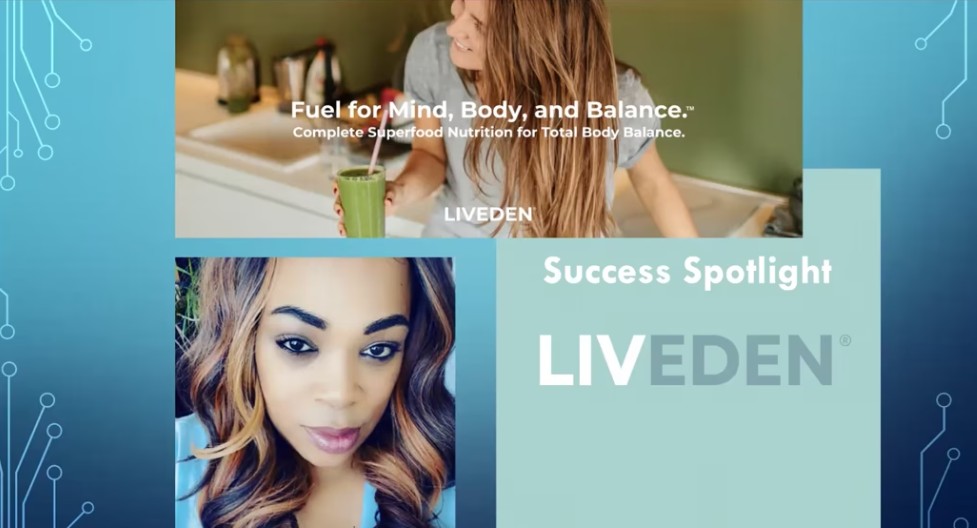 Fuel for Mind, Body, and Balance.™
Complete Superfood Nutrition for Total Body Balance.
LIVEDEN
Success Spotlight
LIVEDEN®